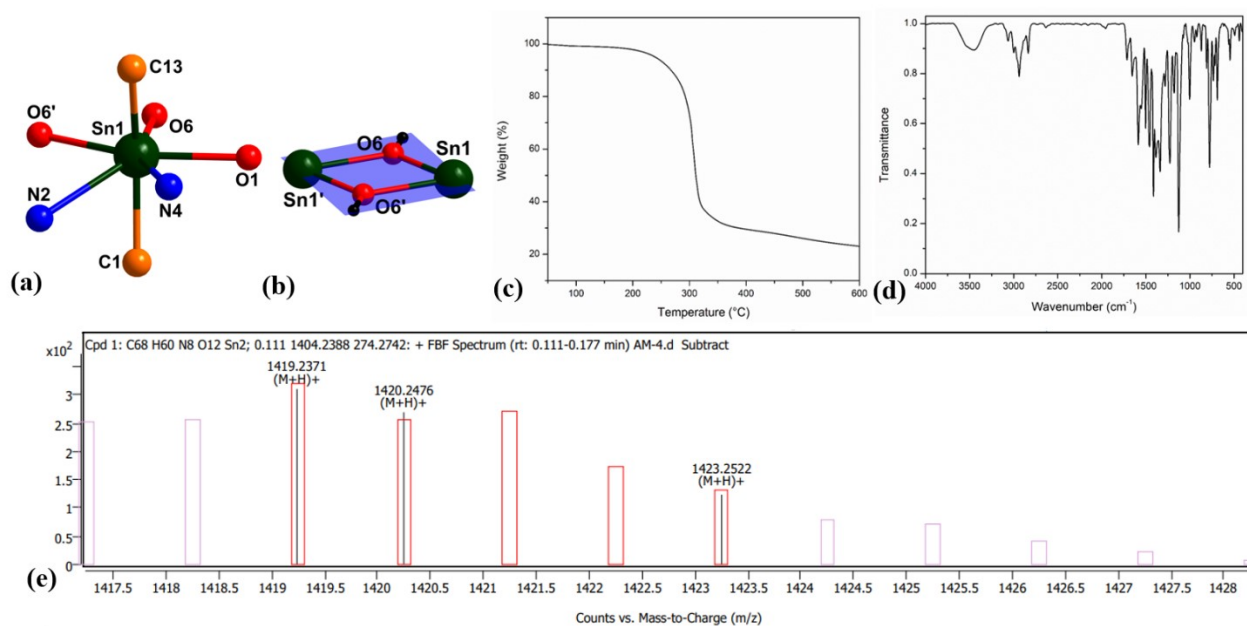 C13
O6'
Sn1
O6
O1
N2
N4
C1
(a)
O6
Sn1
Sn1'
O6'
(b)
100
80
60
40
20
Weight (%)
100
200
300
400
500
600
Temperature (°C)
(c)
1.0
0.8
0.6
0.4
0.2
0.0
Transmittance
4000
3500
3000
2500
2000
1500
1000
500
Wavenumber (cm-1)
(d)
x10²
Cpd 1: C68 H60 N8 O12 Sn2; 0.111 1404.2388 274.2742: + FBF Spectrum (rt: 0.111-0.177 min) AM-4.d Subtract
1419.2371
(M+H)+
1420.2476
(M+H)+
1423.2522
(M+H)+
3
2.5
2
1.5
1
0.5
0
1417.5 1418 1418.5 1419 1419.5 1420 1420.5 1421 1421.5 1422 1422.5 1423 1423.5 1424 1424.5 1425 1425.5 1426 1426.5 1427 1427.5 1428
Counts vs. Mass-to-Charge (m/z)
(e)